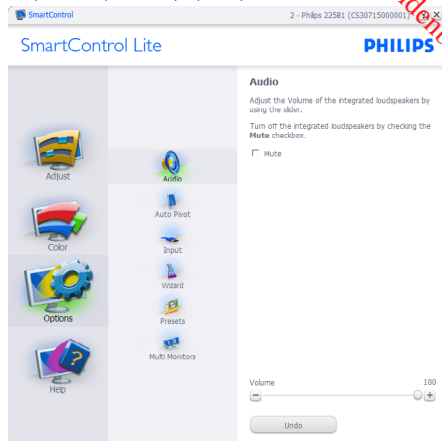 SmartControl
2 - Philips 225B1 (CS30715000001)
SmartControl Lite
PHILIPS
Audio
Adjust the Volume of the integrated loudspeakers by
using the slider.
Turn off the integrated loudspeakers by checking the
Mute checkbox.
Mute
Adjust
Color
Options
Help
Audio
Auto Pivot
Input
Wizard
Presets
Multi Monitors
Volume
100
Undo